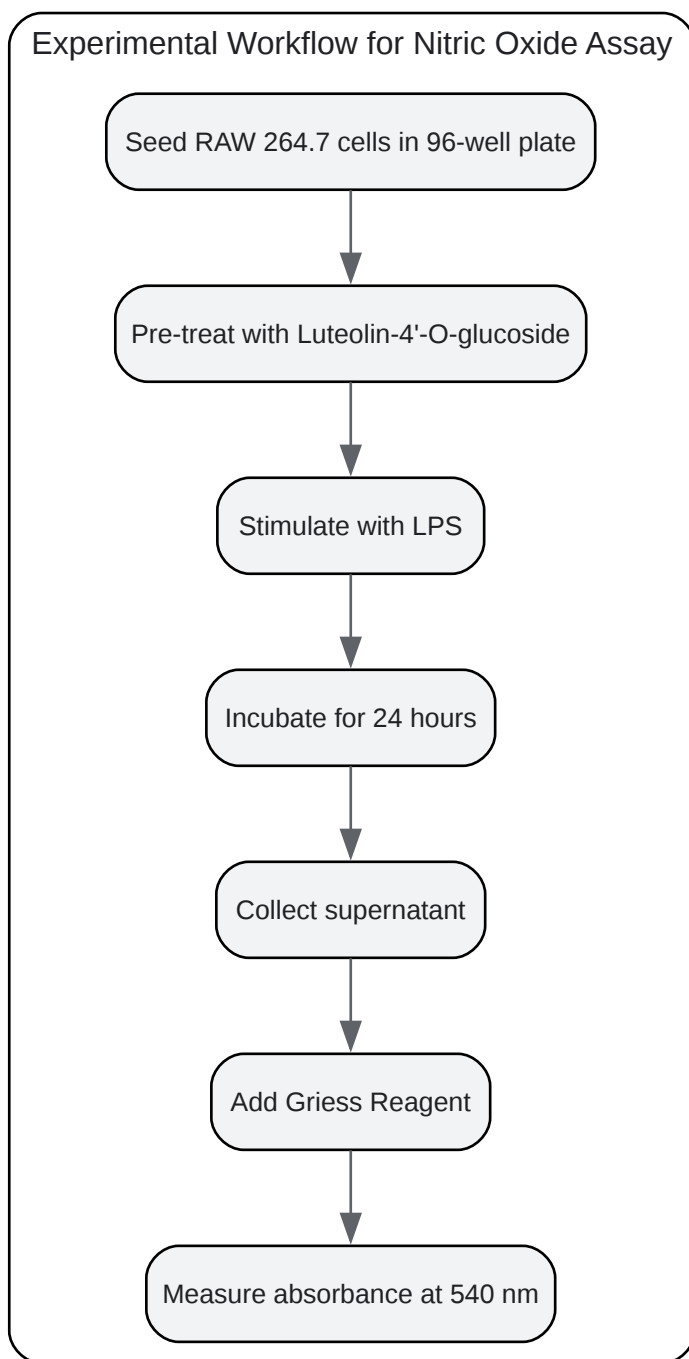 Experimental Workflow for Nitric Oxide Assay
Seed RAW 264.7 cells in 96-well plate
Pre-treat with Luteolin-4'-O-glucoside
Stimulate with LPS
Incubate for 24 hours
Collect supernatant
Add Griess Reagent
Measure absorbance at 540 nm